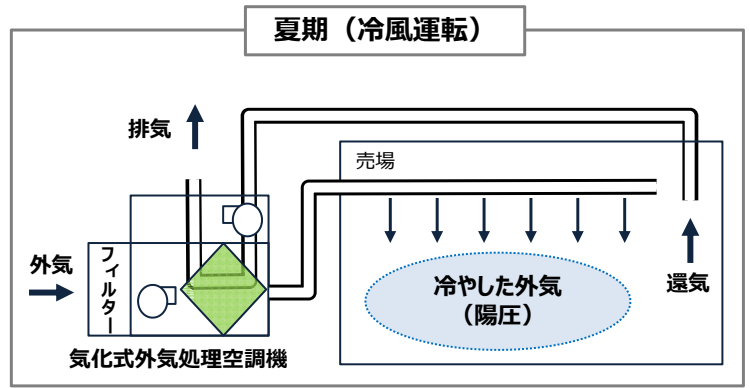 夏期（冷風運転）
排気
売場
外気
フィルター
冷やした外気
（陽圧）
還気
気化式外気処理空調機